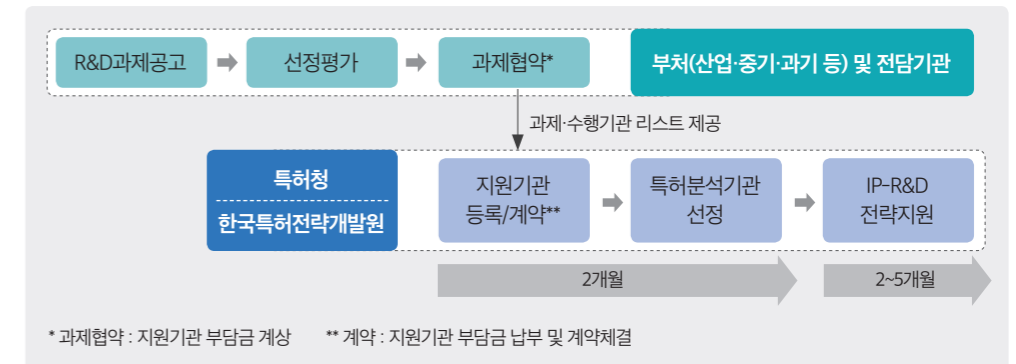 R&D과제공고
선정평가
과제협약*
부처(산업·중기·과기 등) 및 전담기관
과제·수행기관 리스트 제공
특허청
한국특허전략개발원
지원기관
등록/계약**
특허분석기관
선정
IP-R&D
전략지원
2개월
2~5개월
* 과제협약 : 지원기관 부담금 계상 ** 계약 : 지원기관 부담금 납부 및 계약체결